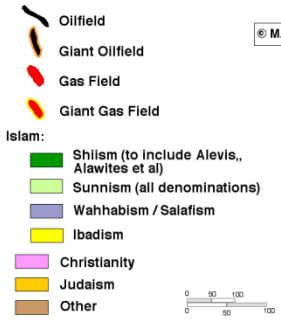 Oilfield
© M.
Giant Oilfield
Gas Field
Giant Gas Field
Islam:
Shiism (to include Alevis,,
Alawites et al)
Sunnism (all denominations)
Wahhabism / Salafism
Ibadism
Christianity
Judaism
Other
0 50 100
0 50 100